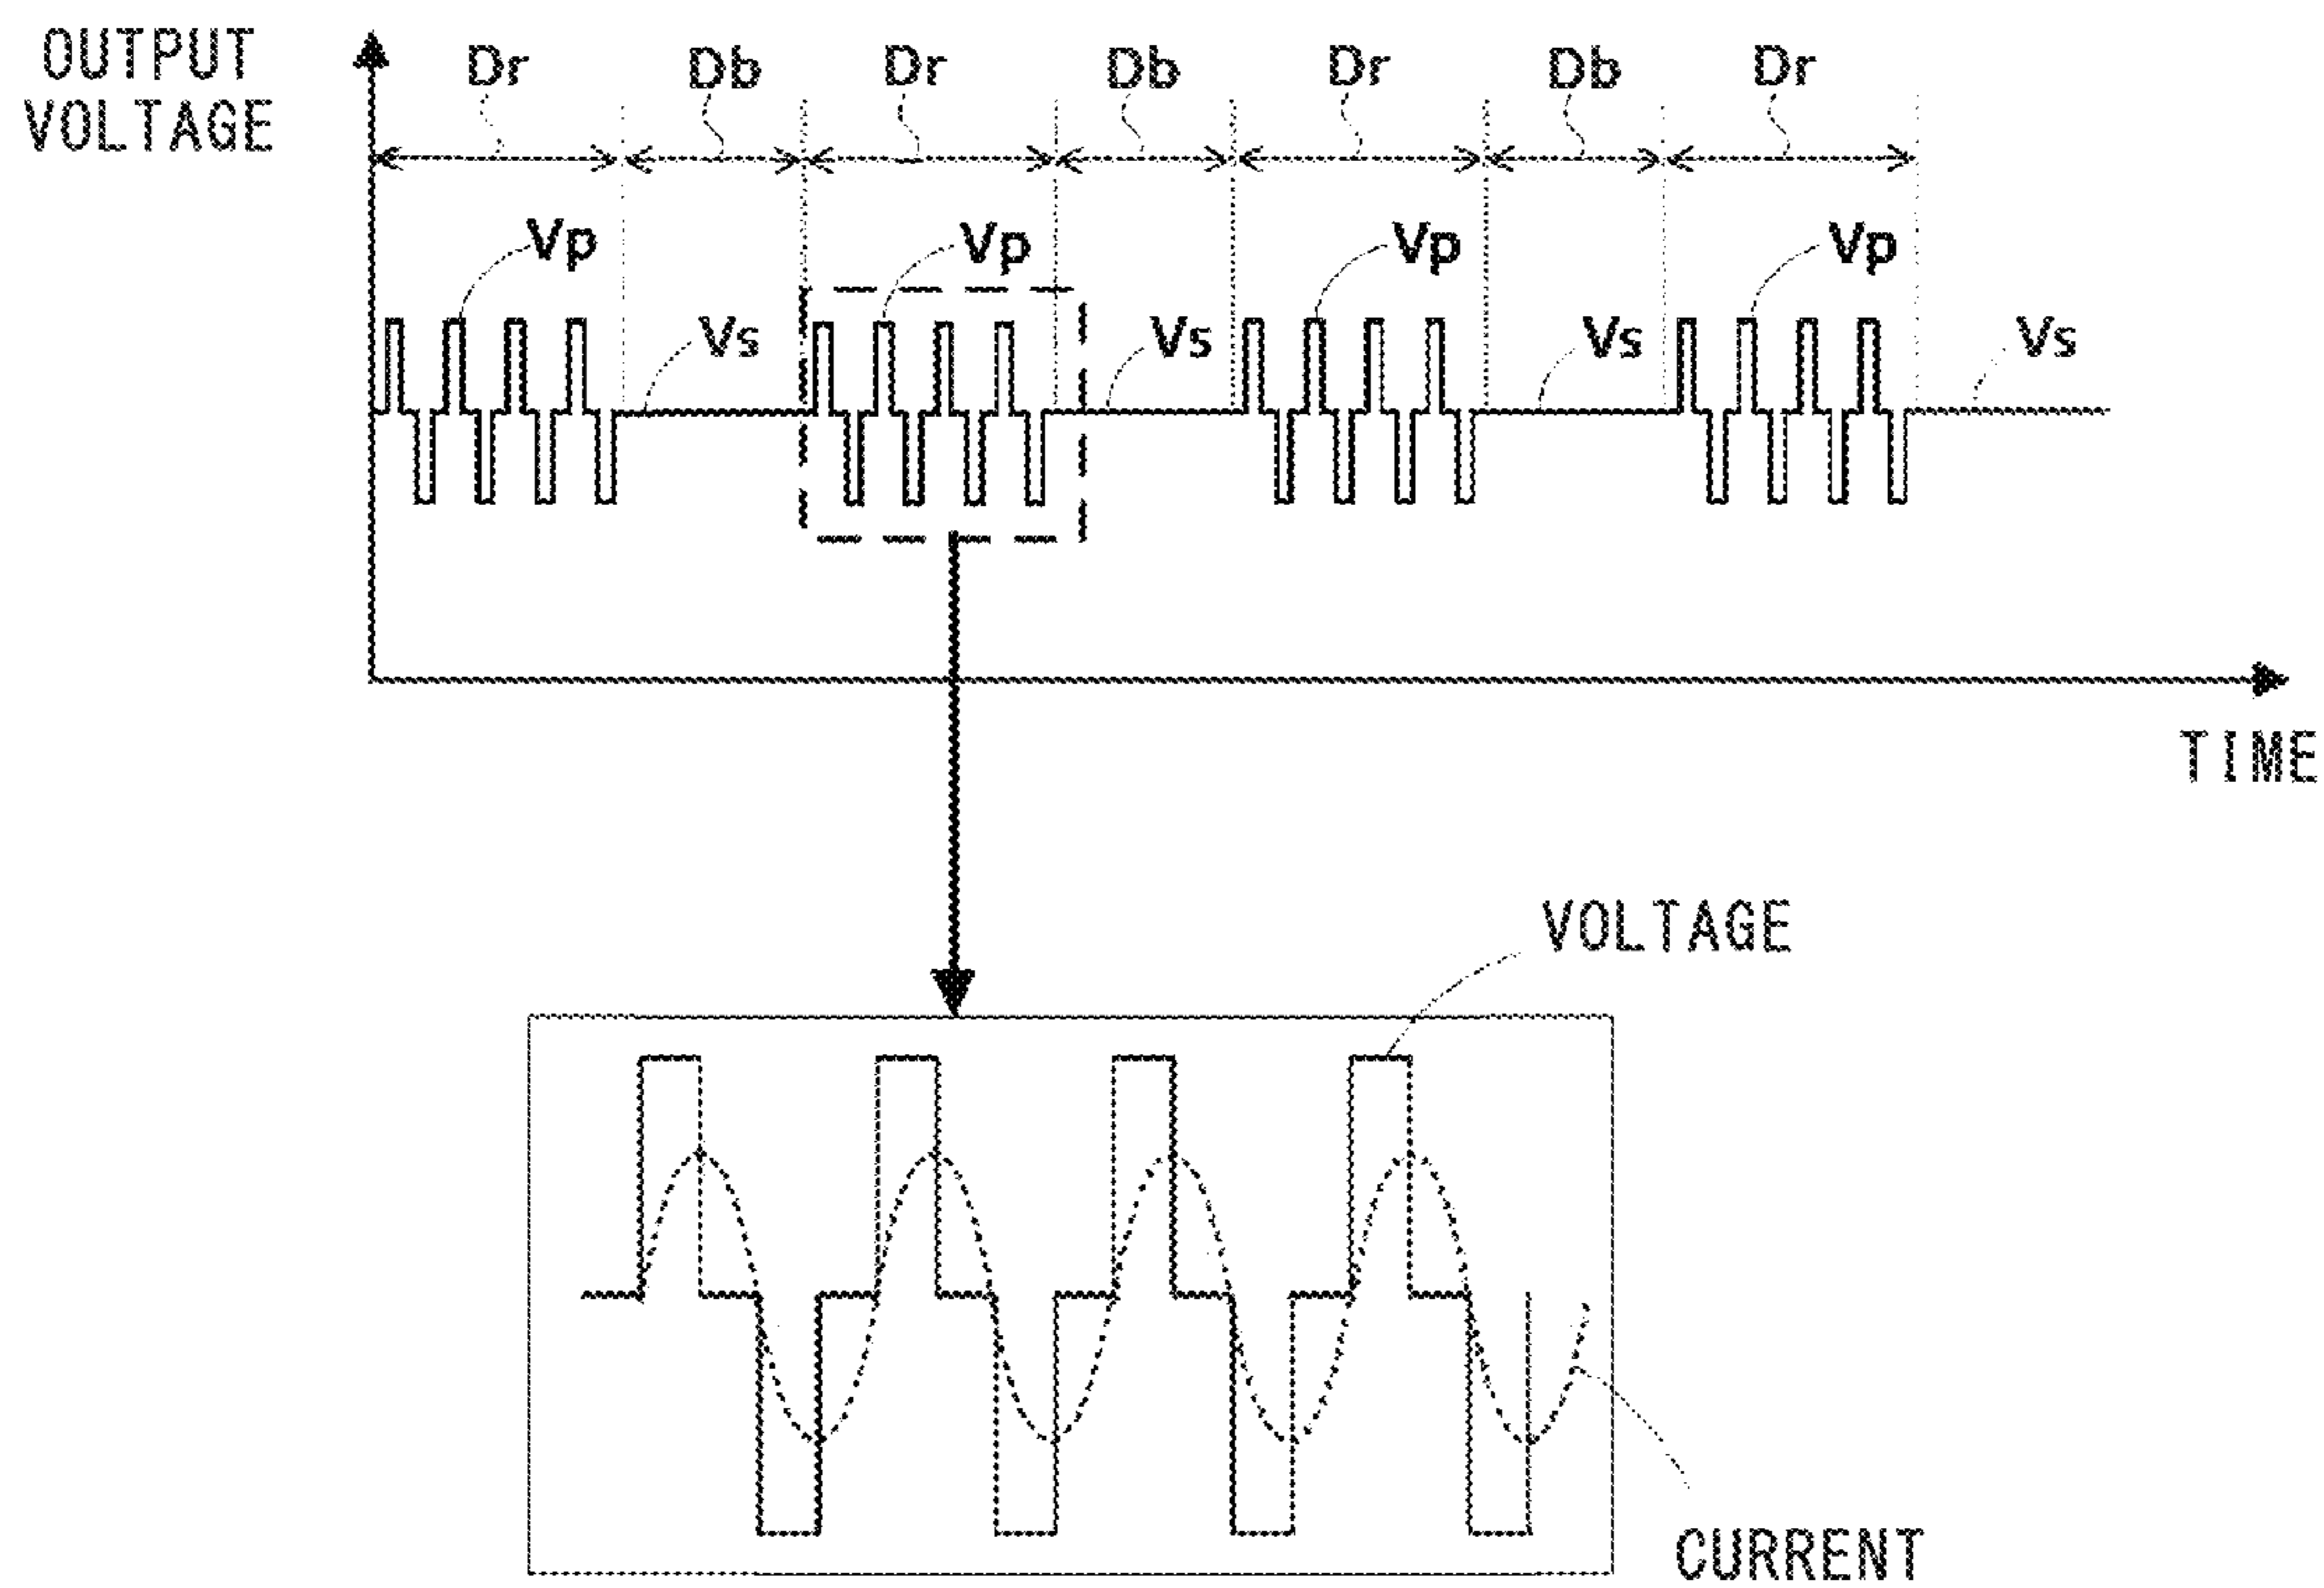 OUTPUT
VOLTAGE
Dr Db Dr Db Dr Db Dr
Vp Vp Vp Vp
Vs Vs Vs Vs
TIME
VOLTAGE
CURRENT